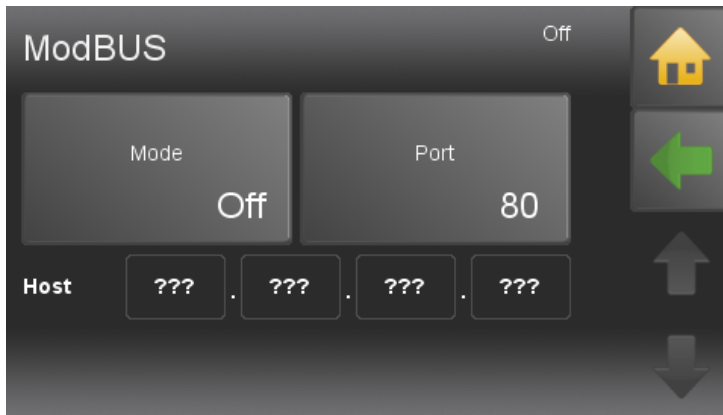 ModBUS
Off
Mode
Port
Off
80
Host ??? . ??? . ??? . ???